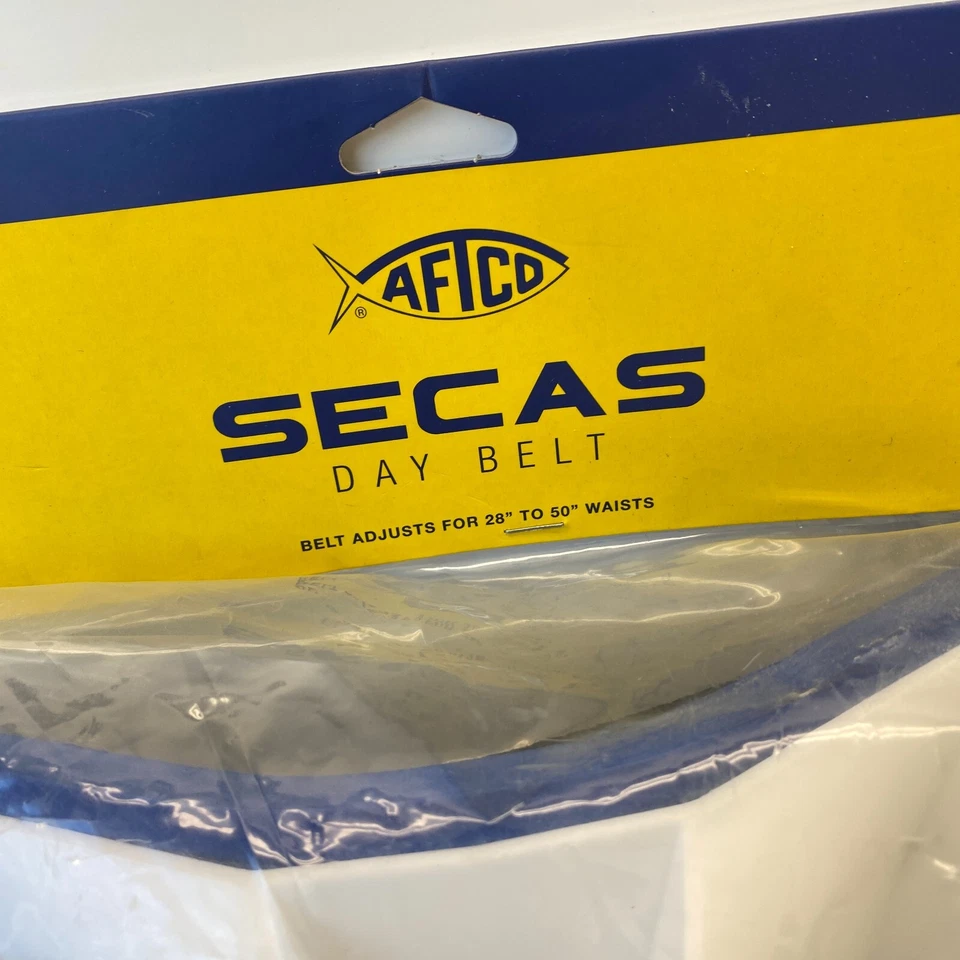 AFTCO
®
SECAS
DAY BELT
BELT ADJUSTS FOR 28” TO 50” WAISTS